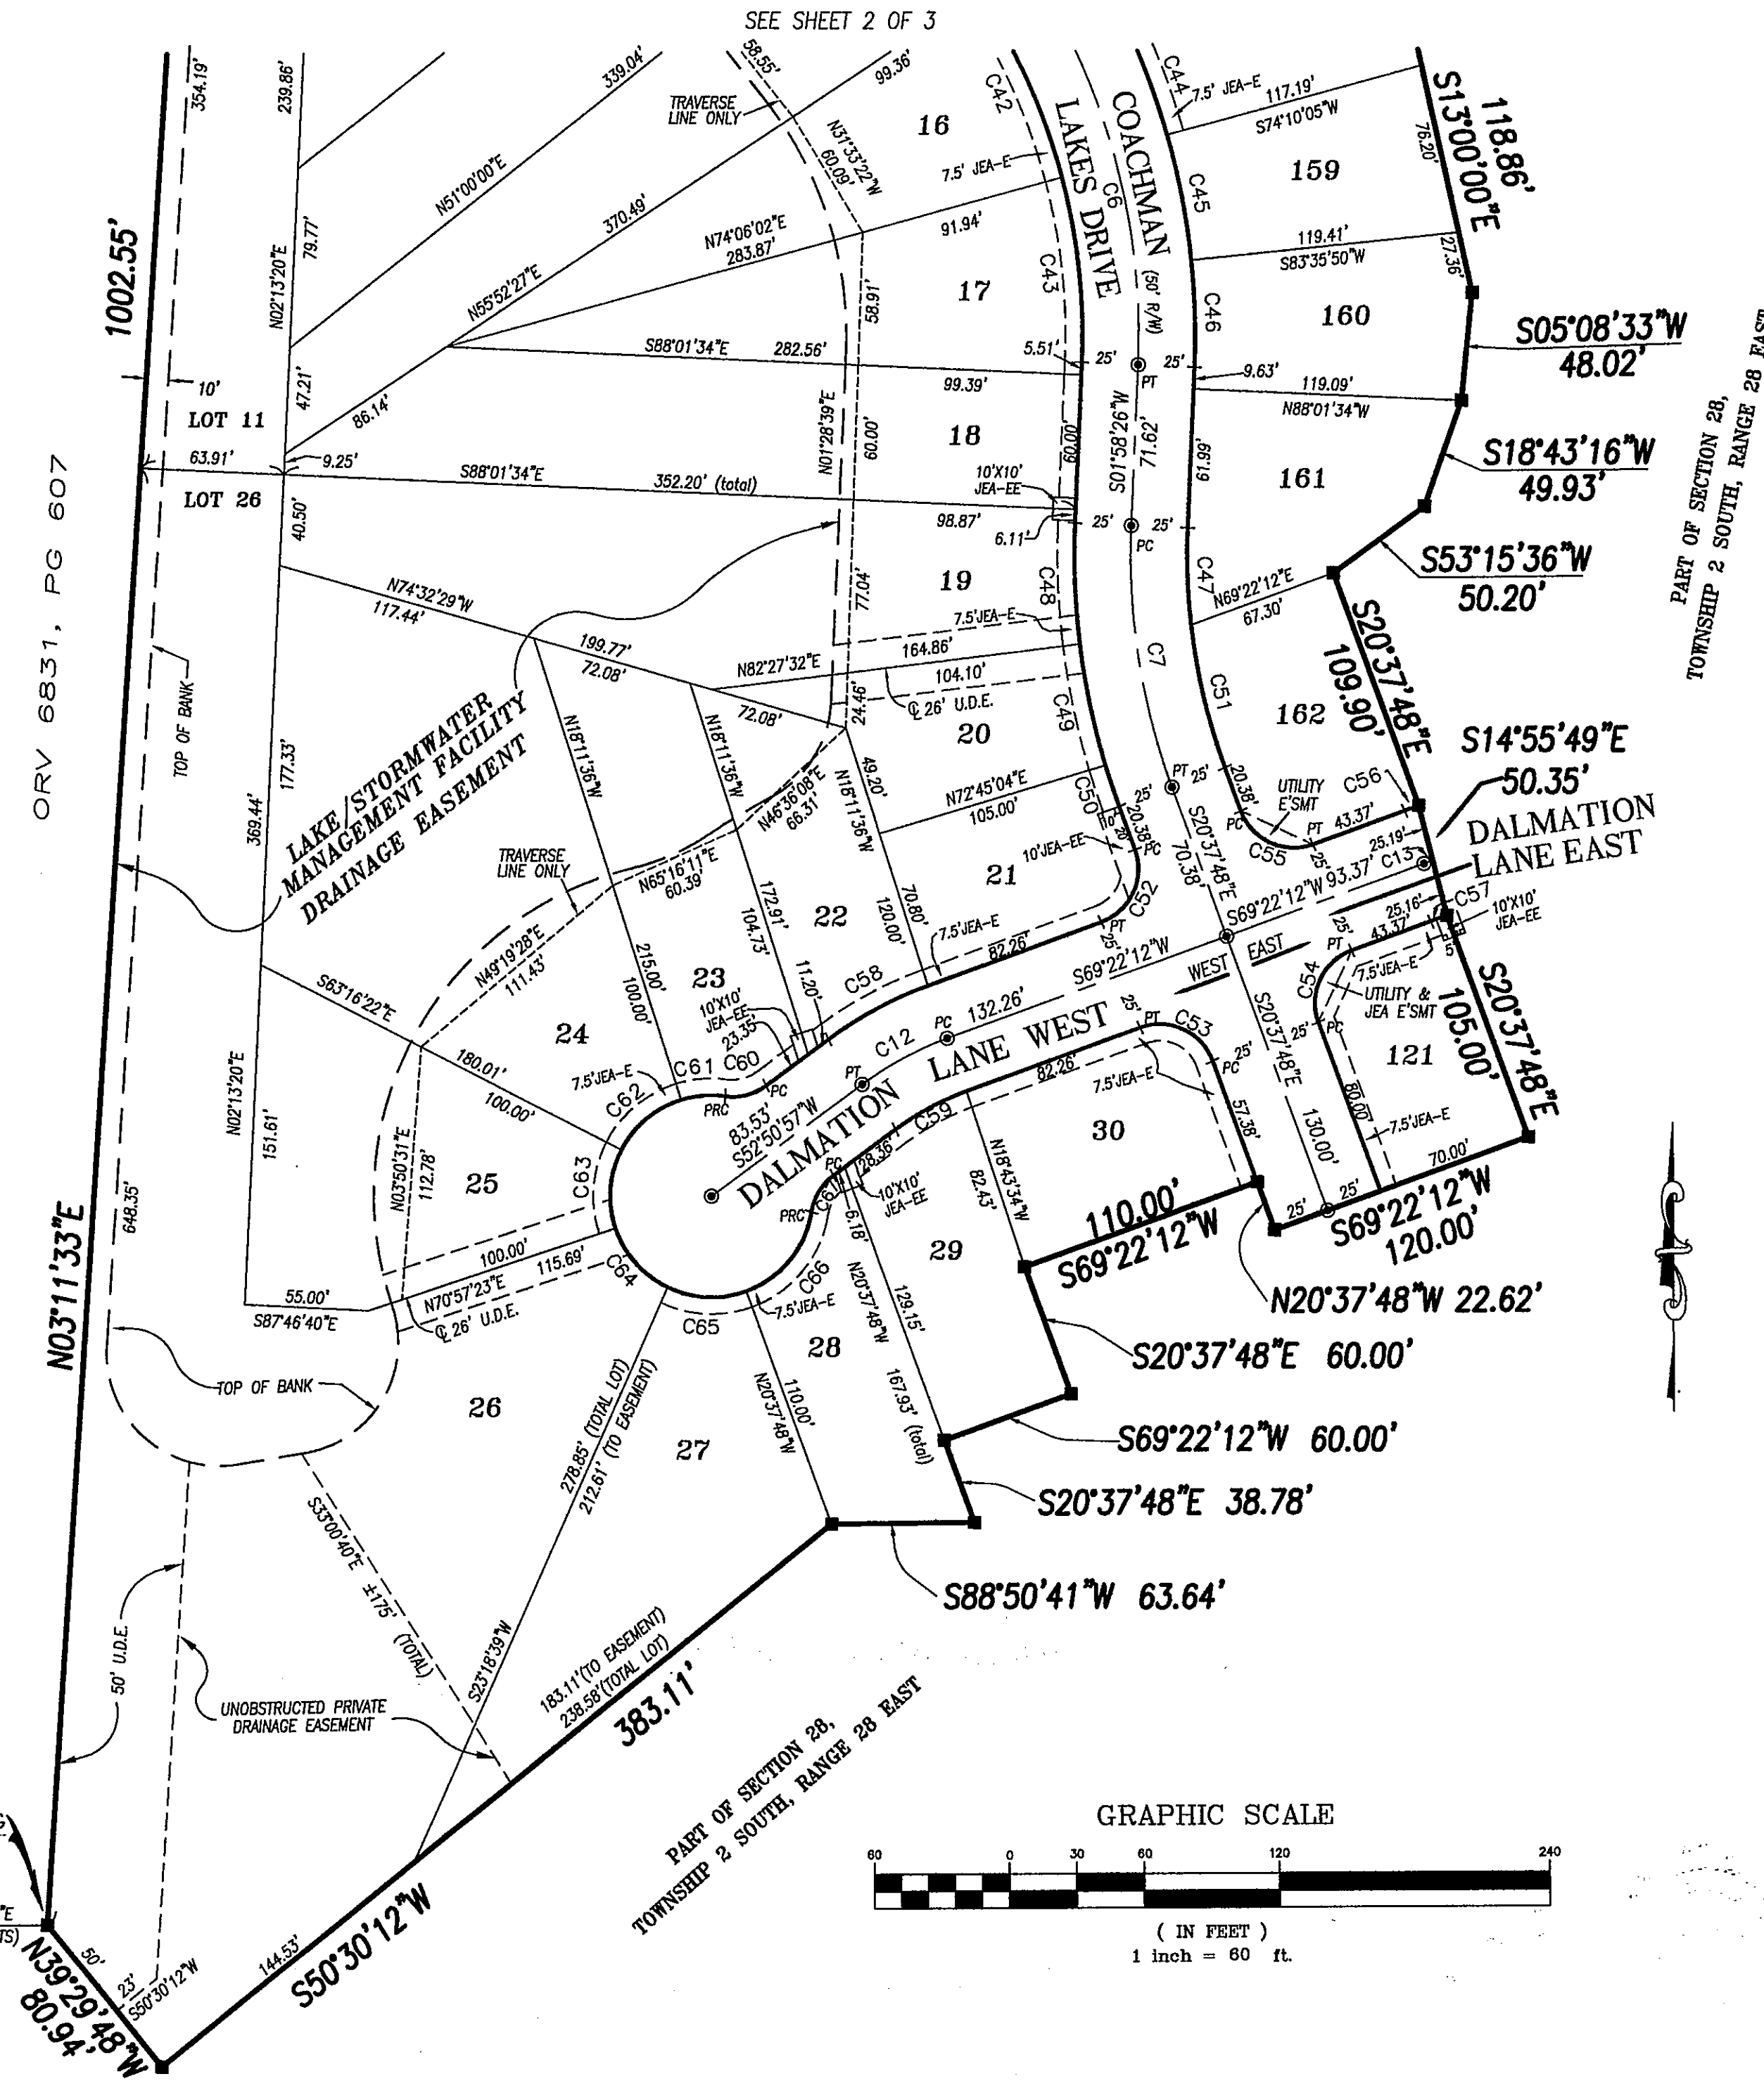 SEE SHEET 2 OF 3
354.19'
239.86'
339.04'
58.55'
99.36'
TRAVERSE
LINE ONLY
16
C42
C44
7.5' JEA-E
117.19'
S74°10'05"W
S13°00'00"E
118.86'
76.20'
N31°33'22"W
60.09'
7.5' JEA-E
LAKES DRIVE
COACHMAN
(50' R/W)
C6
C45
159
N51°00'00"E
370.49'
N74°06'02"E
283.87'
91.94'
C43
119.41'
S83°35'50"W
27.36'
1002.55'
N02°13'20"E
79.77'
N55°52'27"E
58.91'
17
C46
160
S05°08'33"W
48.02'
S88°01'34"E
282.56'
5.51'
25'
25'
PT
9.63'
119.09'
N88°01'34"W
99.39'
10'
LOT 11
47.21'
86.14'
PART OF SECTION 28,
TOWNSHIP 2 SOUTH, RANGE 28 EAST
N01°28'39"E
60.00'
18
60.00'
S01°58'26"W
71.62'
61.99'
161
S18°43'16"W
49.93'
ORV 6831, PG 607
63.91'
9.25'
S88°01'34"E
352.20' (total)
10'X10'
JEA-EE
LOT 26
40.50'
98.87'
6.11'
25'
25'
PC
S53°15'36"W
50.20'
N74°32'29"W
117.44'
77.04'
19
C48
C47
N69°22'12"E
67.30'
7.5'JEA-E
199.77'
72.08'
N82°27'32"E
164.86'
104.10'
C7
S20°37'48"E
109.90'
TOP OF BANK
72.08'
24.46'
℄ 26' U.D.E.
C49
C51
162
20
S14°55'49"E
50.35'
LAKE/STORMWATER
MANAGEMENT FACILITY
DRAINAGE EASEMENT
N18°11'36"W
N18°11'36"W
49.20'
N18°11'36"W
N72°45'04"E
105.00'
C50
PT
25'
25'
20.38'
UTILITY
E'SMT
C56
177.33'
369.44'
N46°36'08"E
66.31'
10'
20'
20.38'
PC
PC
C55
PT
43.37'
25'
25.19'
DALMATION
LANE EAST
TRAVERSE
LINE ONLY
N65°16'11"E
60.39'
10'JEA-EE
21
S20°37'48"E
70.38'
S69°22'12"W 93.37'
C13
22
172.91'
104.73'
70.80'
120.00'
C52
PT
25'
25.16'
C57
10'X10'
JEA-EE
7.5'JEA-E
82.26'
43.37'
5'
N49°19'28"E
111.43'
23
215.00'
100.00'
11.20'
C58
S69°22'12"W
WEST
EAST
25'
PT
7.5'JEA-E
S63°16'22"E
10'X10'
JEA-EE
23.35'
C54
UTILITY &
JEA E'SMT
S20°37'48"E
105.00'
24
180.01'
100.00'
C12
PC
132.26'
25'
PT
C53
25'
PC
121
7.5'JEA-E
C61
C60
PT
DALMATION LANE WEST
82.26'
25'
PC
S20°37'48"E
PRC
PC
83.53'
S52°50'57"W
7.5'JEA-E
80.00'
7.5'JEA-E
N02°13'20"E
151.61'
C62
C59
30
57.38'
130.00'
70.00'
N03°50'31"E
112.78'
25
C63
PC
28.36'
C61
10'X10'
JEA-EE
N18°43'34"W
82.43'
PRC
6.18'
110.00'
S69°22'12"W
25'
25'
S69°22'12"W
120.00'
648.35'
100.00'
115.69'
C64
C66
29
55.00'
N70°57'23"E
S87°46'40"E
℄ 26' U.D.E.
7.5'JEA-E
C65
N20°37'48"W
129.15'
N20°37'48"W 22.62'
N03°11'33"E
28
S20°37'48"E 60.00'
TOP OF BANK
26
278.85' (TOTAL LOT)
212.61' (TO EASEMENT)
N20°37'48"W
110.00'
167.93' (total)
27
S69°22'12"W 60.00'
S20°37'48"E 38.78'
S33°00'40"E ±175' (TOTAL)
S88°50'41"W 63.64'
50' U.D.E.
S23°18'39"W
183.11'(TO EASEMENT)
238.58'(TOTAL LOT)
383.11'
UNOBSTRUCTED PRIVATE
DRAINAGE EASEMENT
PART OF SECTION 28,
TOWNSHIP 2 SOUTH, RANGE 28 EAST
GRAPHIC SCALE
60 0 30 60 120 240
( IN FEET )
1 inch = 60 ft.
50'
23'
S50°30'12"W
144.53'
S50°30'12"W
N39°29'48"W
80.94'